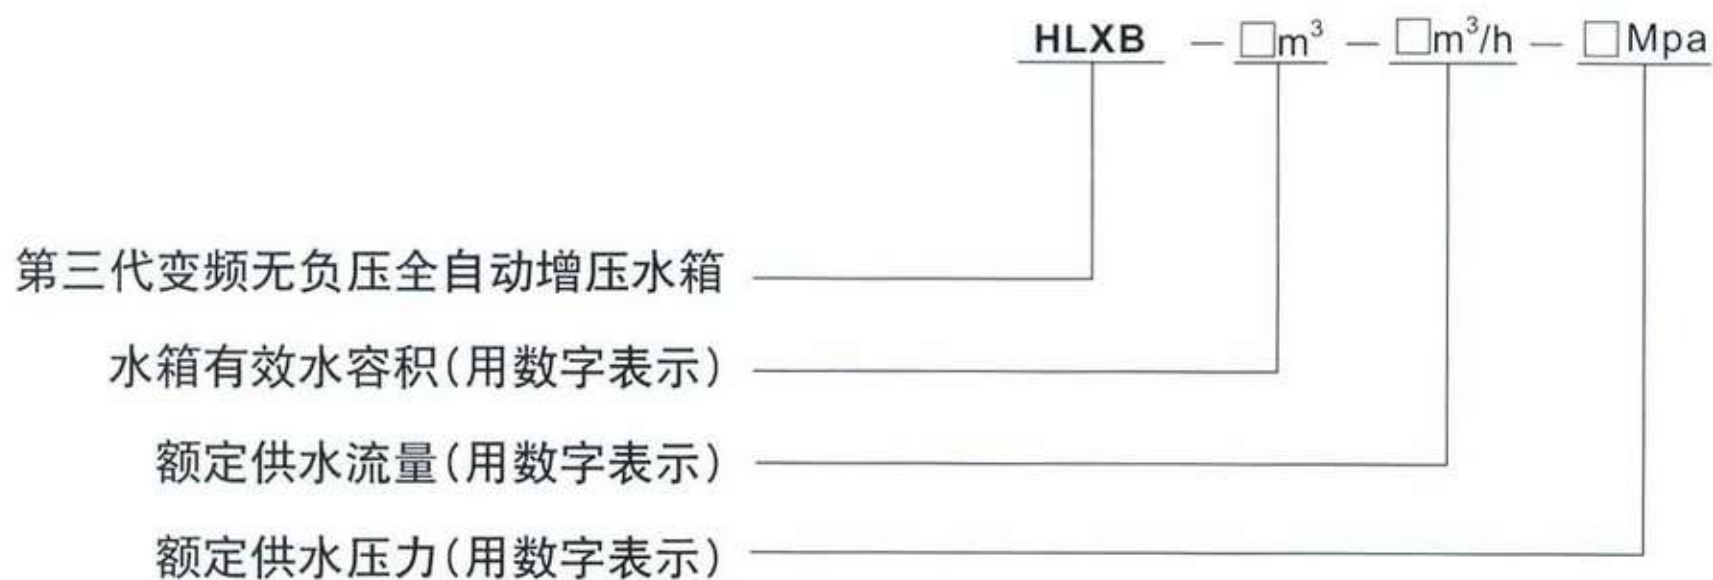 HLXB — □m³ — □m³/h — □Mpa
第三代变频无负压全自动增压水箱
水箱有效水容积(用数字表示)
额定供水流量(用数字表示)
额定供水压力(用数字表示)